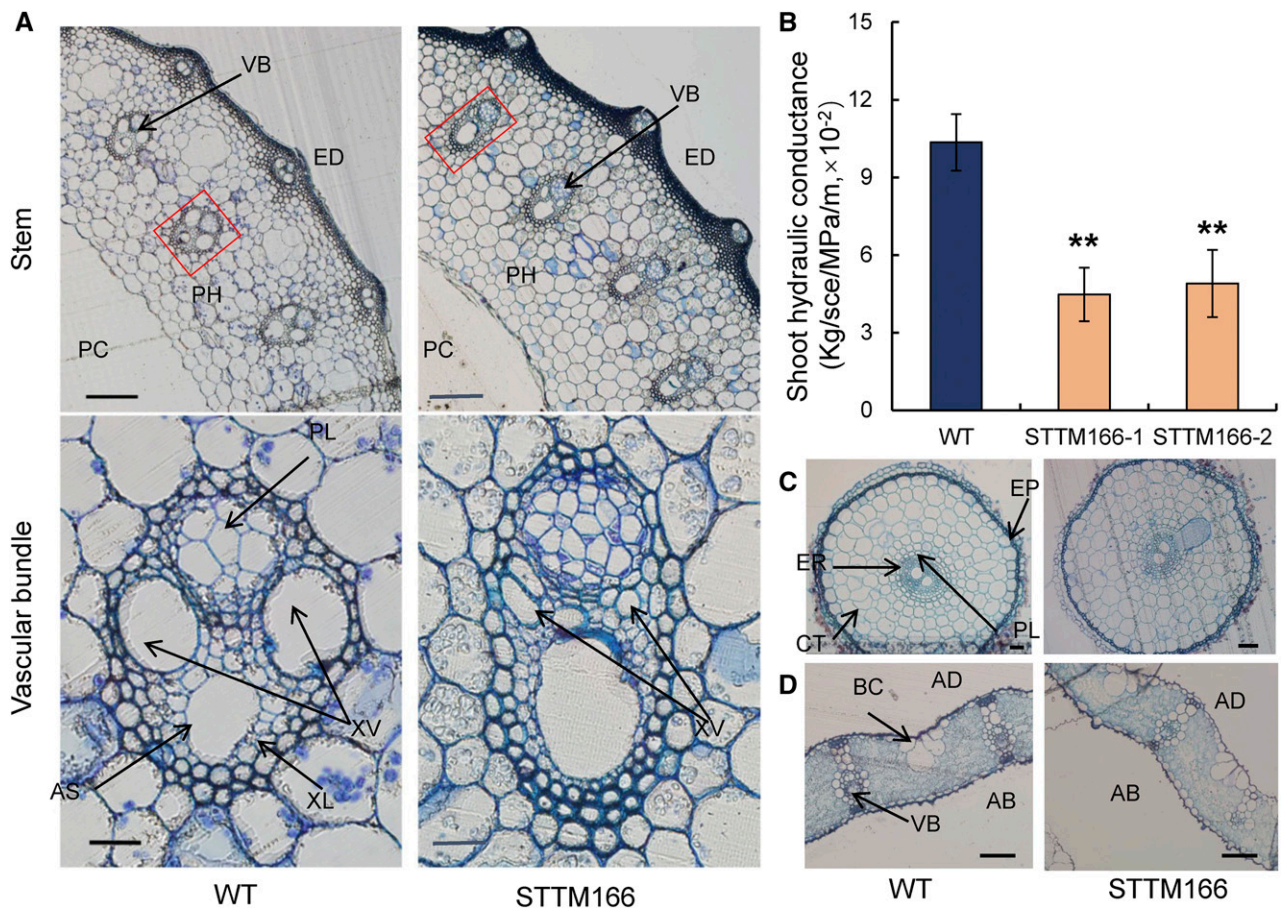 A
Stem
VB
ED
PH
PC
VB
ED
PH
PC
Vascular bundle
PL
XV
AS
XL
XV
WT
STTM166
B
Shoot hydraulic conductance
(Kg/sce/MPa/m, ×10-2)
15
12
9
6
3
0
**
**
WT
STTM166-1
STTM166-2
C
EP
ER
CT
PL
D
BC
AD
AB
VB
AD
AB
WT
STTM166